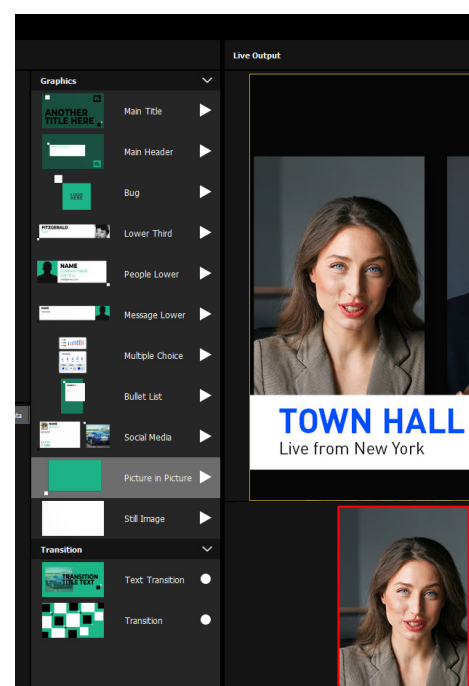 Live Output
Graphics
ANOTHER
TITLE HERE
Main Title
Main Header
LOGO
HERE
Bug
FITZGERALD
Lower Third
NAME
People Lower
Message Lower
Multiple Choice
Bullet List
Social Media
Picture in Picture
Still Image
Transition
TRANSITION
TITLE TEXT
Text Transition
Transition
TOWN HALL
Live from New York